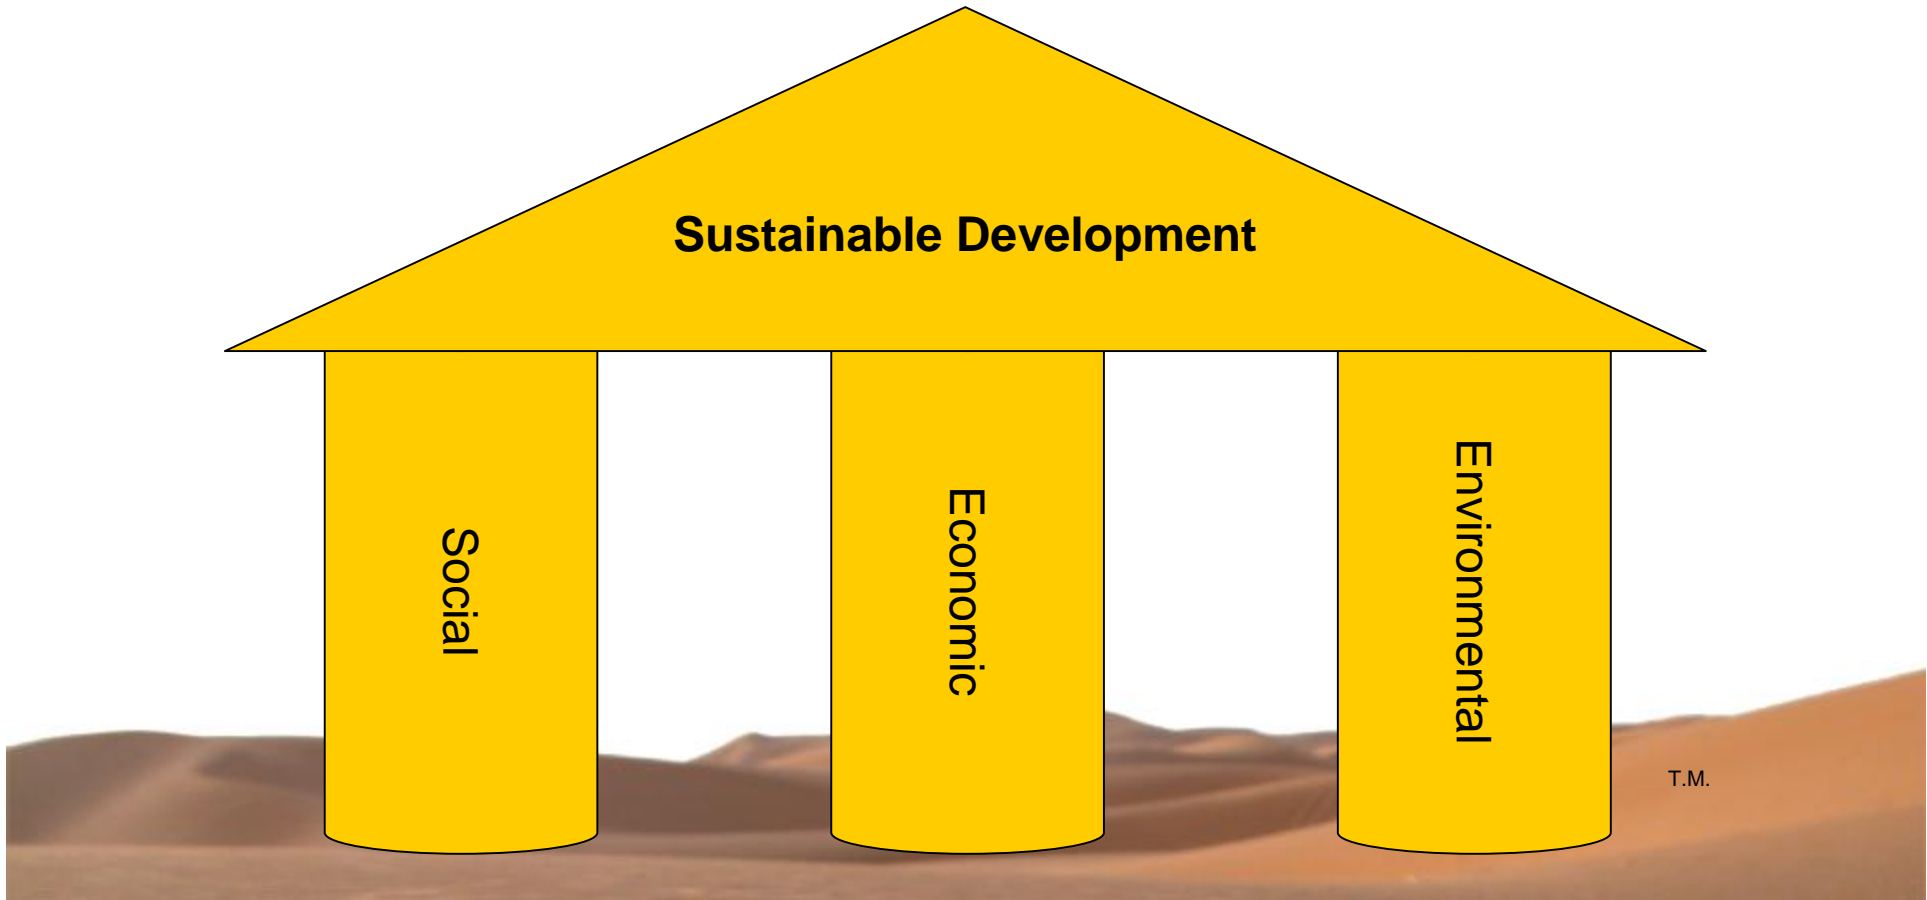 Sustainable Development
Social
Economic
Environmental
T.M.